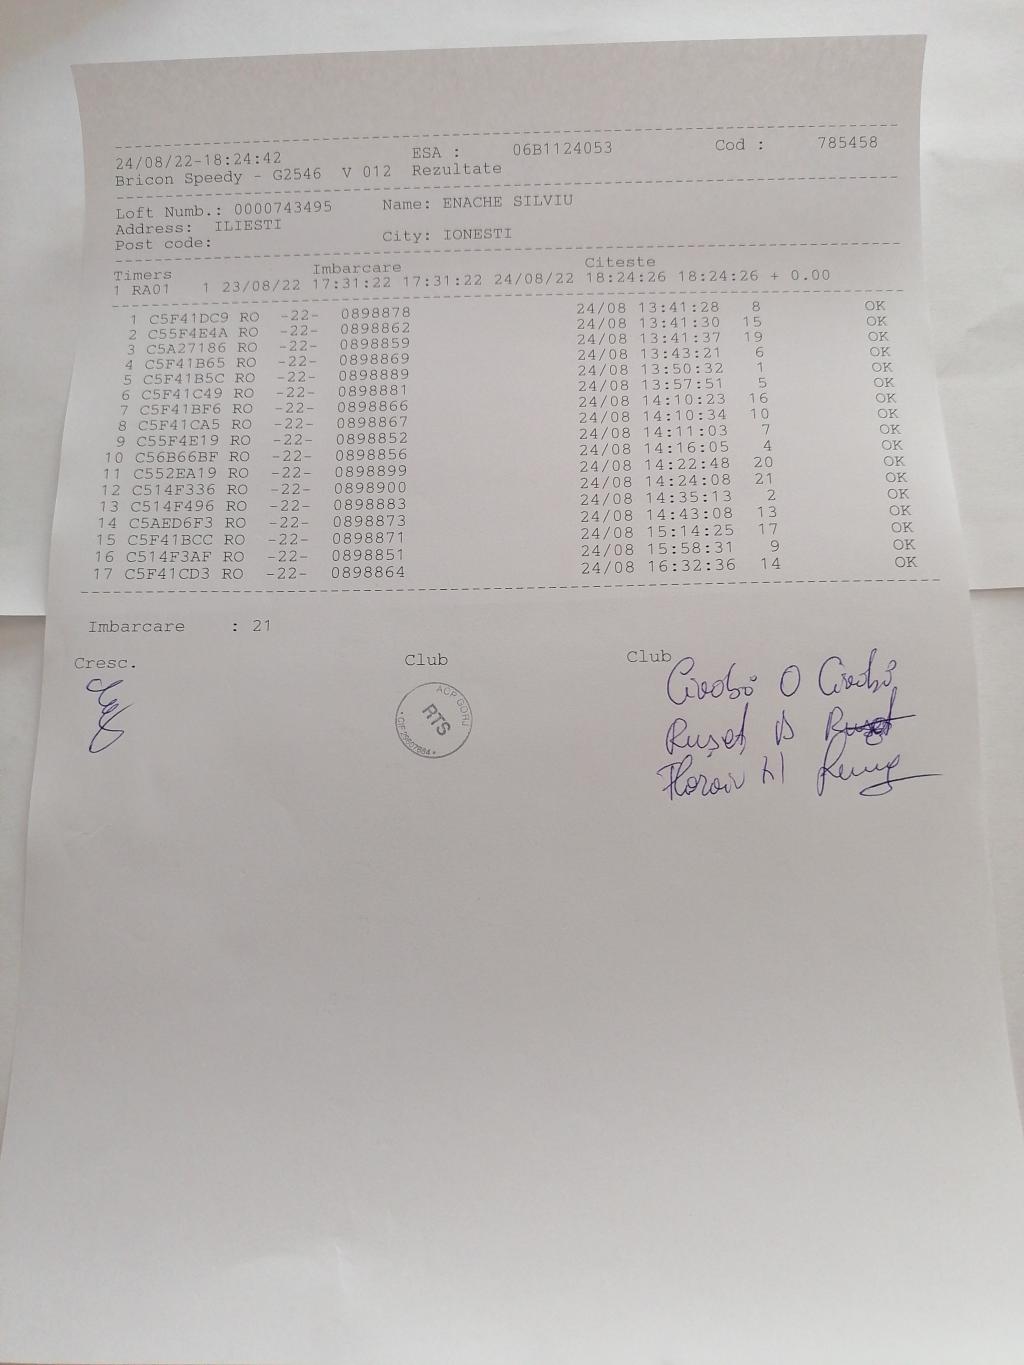 24/08/22-18:24:42 ESA : 06B1124053 Cod : 785458
Bricon Speedy - G2546 V 012 Rezultate
Loft Numb.: 0000743495 Name: ENACHE SILVIU
Address: ILIESTI
Post code: City: IONESTI
Timers Imbarcare Citeste
1 RA01 1 23/08/22 17:31:22 17:31:22 24/08/22 18:24:26 18:24:26 + 0.00
1 C5F41DC9 RO -22- 0898878 24/08 13:41:28 8 OK
2 C55F4E4A RO -22- 0898862 24/08 13:41:30 15 OK
3 C5A27186 RO -22- 0898859 24/08 13:41:37 19 OK
4 C5F41B65 RO -22- 0898869 24/08 13:43:21 6 OK
5 C5F41B5C RO -22- 0898889 24/08 13:50:32 1 OK
6 C5F41C49 RO -22- 0898881 24/08 13:57:51 5 OK
7 C5F41BF6 RO -22- 0898866 24/08 14:10:23 16 OK
8 C5F41CA5 RO -22- 0898867 24/08 14:10:34 10 OK
9 C55F4E19 RO -22- 0898852 24/08 14:11:03 7 OK
10 C56B66BF RO -22- 0898856 24/08 14:16:05 4 OK
11 C552EA19 RO -22- 0898899 24/08 14:22:48 20 OK
12 C514F336 RO -22- 0898900 24/08 14:24:08 21 OK
13 C514F496 RO -22- 0898883 24/08 14:35:13 2 OK
14 C5AED6F3 RO -22- 0898873 24/08 14:43:08 13 OK
15 C5F41BCC RO -22- 0898871 24/08 15:14:25 17 OK
16 C514F3AF RO -22- 0898851 24/08 15:58:31 9 OK
17 C5F41CD3 RO -22- 0898864 24/08 16:32:36 14 OK
Imbarcare : 21
Cresc. Club Club
ACP GORJ
RTS
Rușet